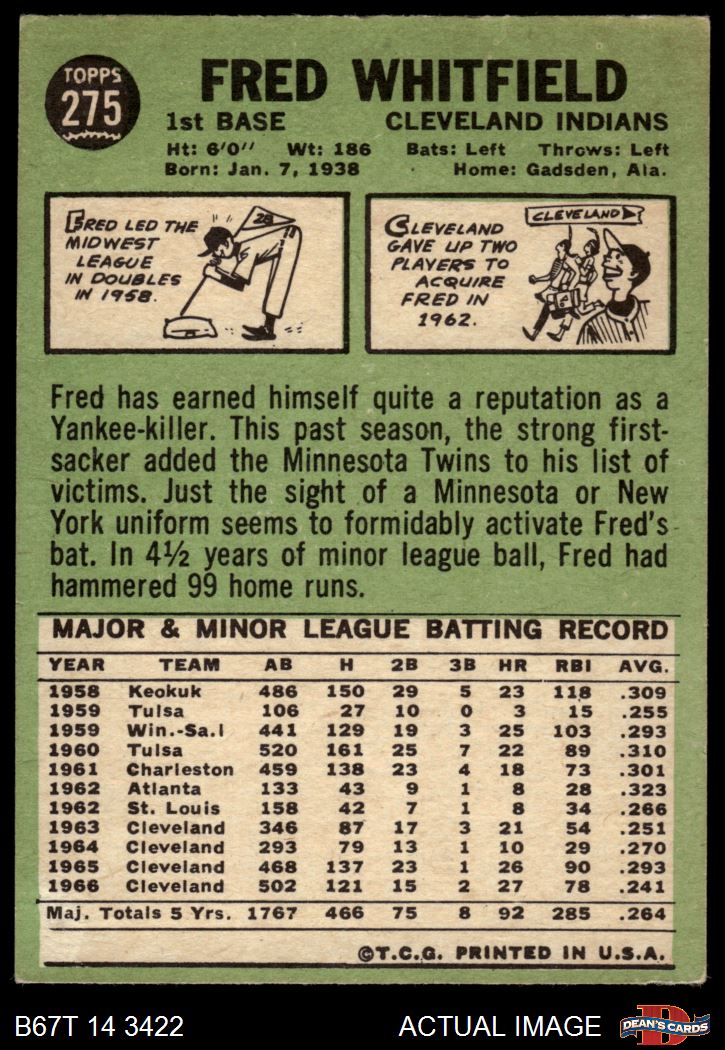 TOPPS
275
FRED WHITFIELD
1st BASE CLEVELAND INDIANS
Ht: 6'0" Wt: 186 Bats: Left Throws: Left
Born: Jan. 7, 1938 Home: Gadsden, Ala.
FRED LED THE
MIDWEST
LEAGUE
IN DOUBLES
IN 1958.
28
CLEVELAND
GAVE UP TWO
PLAYERS TO
ACQUIRE
FRED IN
1962.
CLEVELAND
Fred has earned himself quite a reputation as a
Yankee-killer. This past season, the strong first-
sacker added the Minnesota Twins to his list of
victims. Just the sight of a Minnesota or New
York uniform seems to formidably activate Fred's
bat. In 4½ years of minor league ball, Fred had
hammered 99 home runs.
MAJOR & MINOR LEAGUE BATTING RECORD
YEAR TEAM AB H 2B 3B HR RBI AVG.
1958 Keokuk 486 150 29 5 23 118 .309
1959 Tulsa 106 27 10 0 3 15 .255
1959 Win.-Sa.l 441 129 19 3 25 103 .293
1960 Tulsa 520 161 25 7 22 89 .310
1961 Charleston 459 138 23 4 18 73 .301
1962 Atlanta 133 43 9 1 8 28 .323
1962 St. Louis 158 42 7 1 8 34 .266
1963 Cleveland 346 87 17 3 21 54 .251
1964 Cleveland 293 79 13 1 10 29 .270
1965 Cleveland 468 137 23 1 26 90 .293
1966 Cleveland 502 121 15 2 27 78 .241
Maj. Totals 5 Yrs. 1767 466 75 8 92 285 .264
©T.C.G. PRINTED IN U.S.A.
B67T 14 3422 ACTUAL IMAGE
D
DEAN'S CARDS